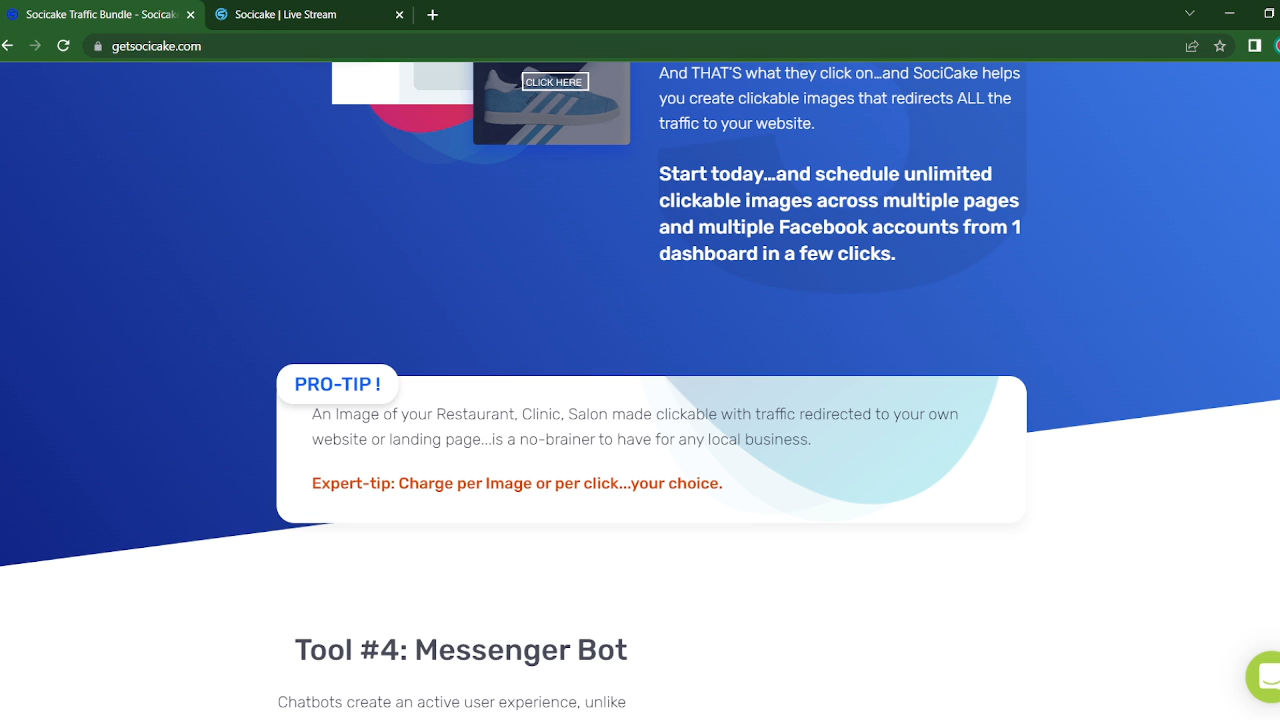 Socicake Traffic Bundle - Socicak
Socicake | Live Stream
getsocicake.com
CLICK HERE
And THAT'S what they click on...and SociCake helps
you create clickable images that redirects ALL the
traffic to your website.
Start today...and schedule unlimited
clickable images across multiple pages
and multiple Facebook accounts from 1
dashboard in a few clicks.
PRO-TIP !
An Image of your Restaurant, Clinic, Salon made clickable with traffic redirected to your own
website or landing page...is a no-brainer to have for any local business.
Expert-tip: Charge per Image or per click...your choice.
Tool #4: Messenger Bot
Chatbots create an active user experience, unlike